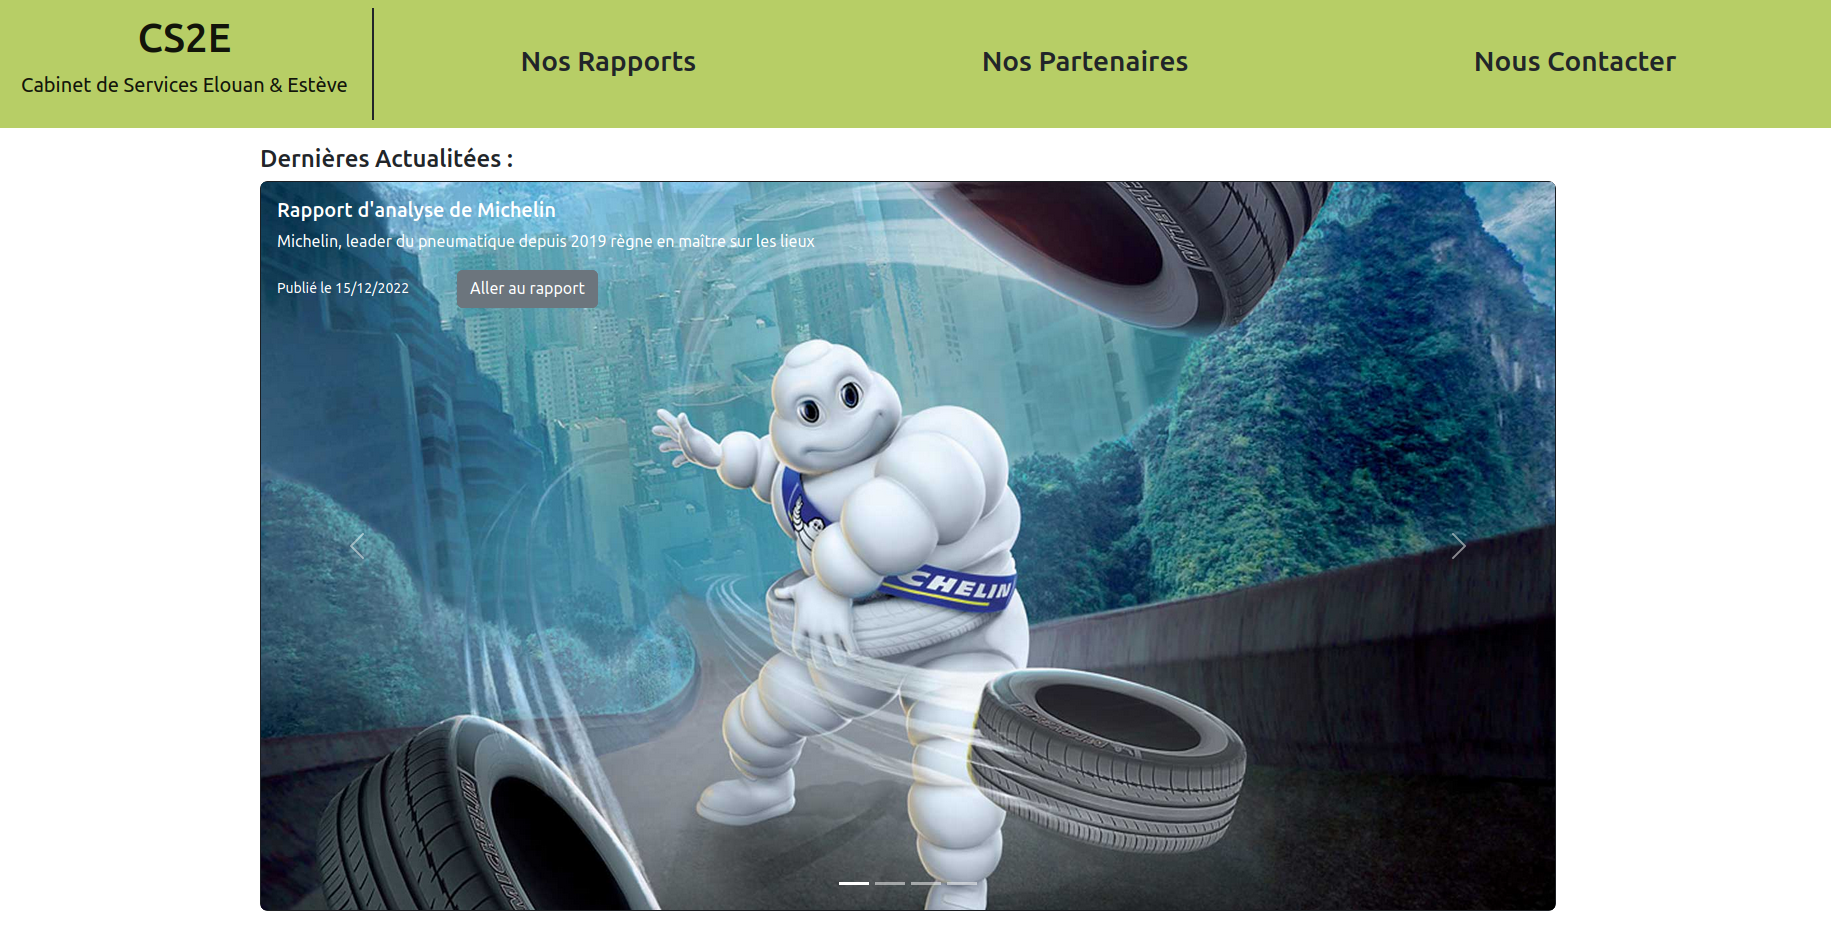 CS2E
Cabinet de Services Elouan & Estève
Nos Rapports
Nos Partenaires
Nous Contacter
Dernières Actualitées :
Rapport d'analyse de Michelin
Michelin, leader du pneumatique depuis 2019 règne en maître sur les lieux
Publié le 15/12/2022
Aller au rapport
CHELIN
MICHELIN